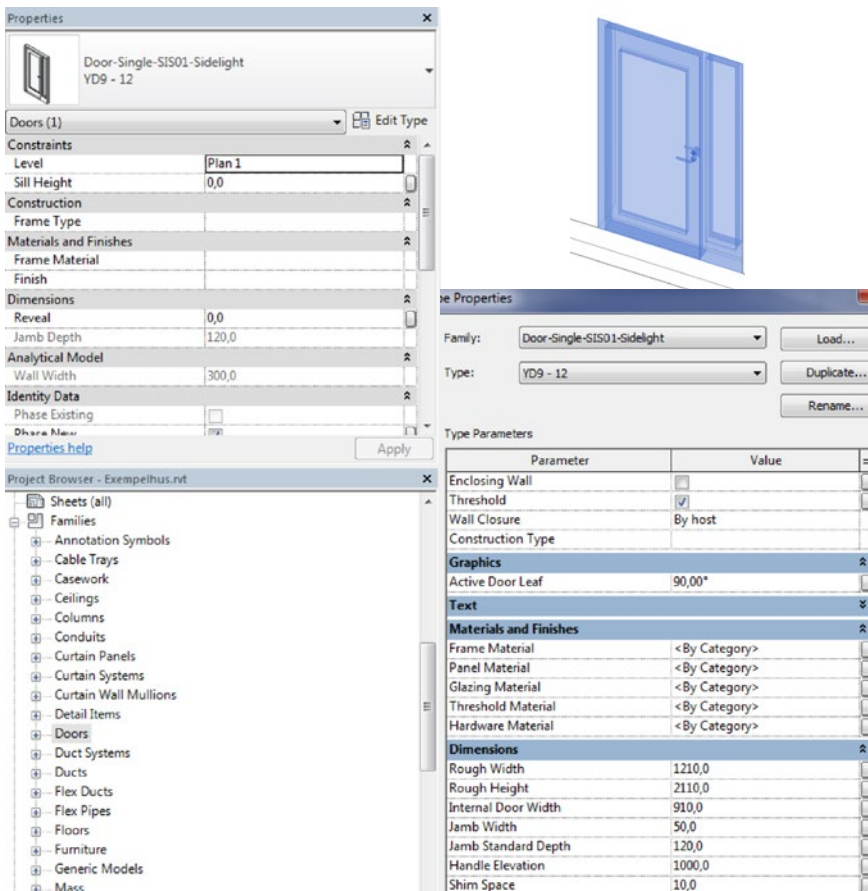 Properties
Door-Single-SIS01-Sidelight
YD9 - 12
Doors (1)
Edit Type
Constraints
Level Plan 1
Sill Height 0,0
Construction
Frame Type
Materials and Finishes
Frame Material
Finish
Dimensions
Reveal 0,0
Jamb Depth 120,0
Analytical Model
Wall Width 300,0
Identity Data
Phase Existing
Phase New
Properties help
Apply
Project Browser - Exempelhus.rvt
Sheets (all)
Families
Annotation Symbols
Cable Trays
Casework
Ceilings
Columns
Conduits
Curtain Panels
Curtain Systems
Curtain Wall Mullions
Detail Items
Doors
Duct Systems
Ducts
Flex Ducts
Flex Pipes
Floors
Furniture
Generic Models
Mass
pe Properties
Family: Door-Single-SIS01-Sidelight Load...
Type: YD9 - 12 Duplicate...
Rename...
Type Parameters
Parameter Value =
Enclosing Wall
Threshold
Wall Closure By host
Construction Type
Graphics
Active Door Leaf 90,00°
Text
Materials and Finishes
Frame Material <By Category>
Panel Material <By Category>
Glazing Material <By Category>
Threshold Material <By Category>
Hardware Material <By Category>
Dimensions
Rough Width 1210,0
Rough Height 2110,0
Internal Door Width 910,0
Jamb Width 50,0
Jamb Standard Depth 120,0
Handle Elevation 1000,0
Shim Space 10,0